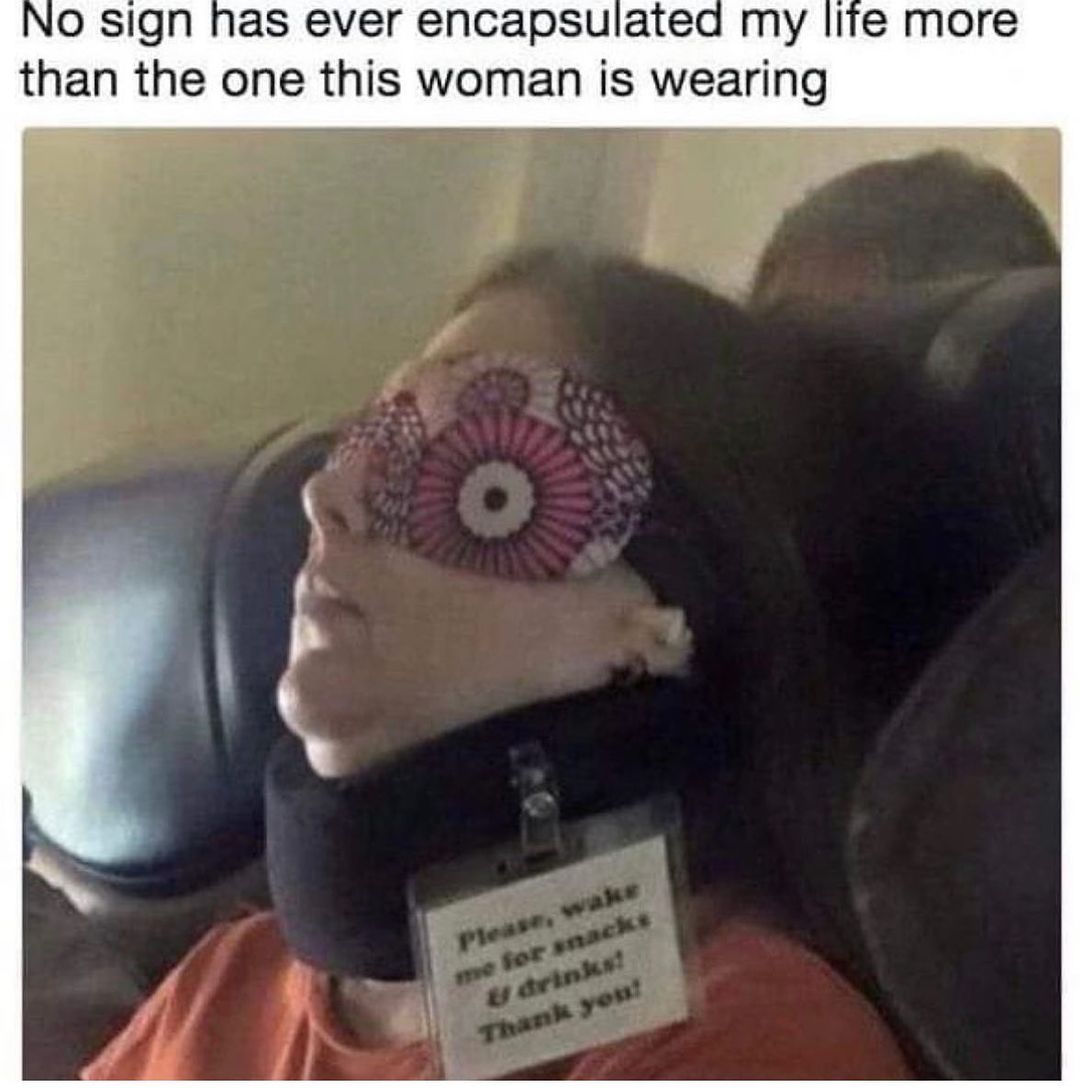 No sign has ever encapsulated my life more
than the one this woman is wearing
Please, wake
me for snacks
& drinks!
Thank you!